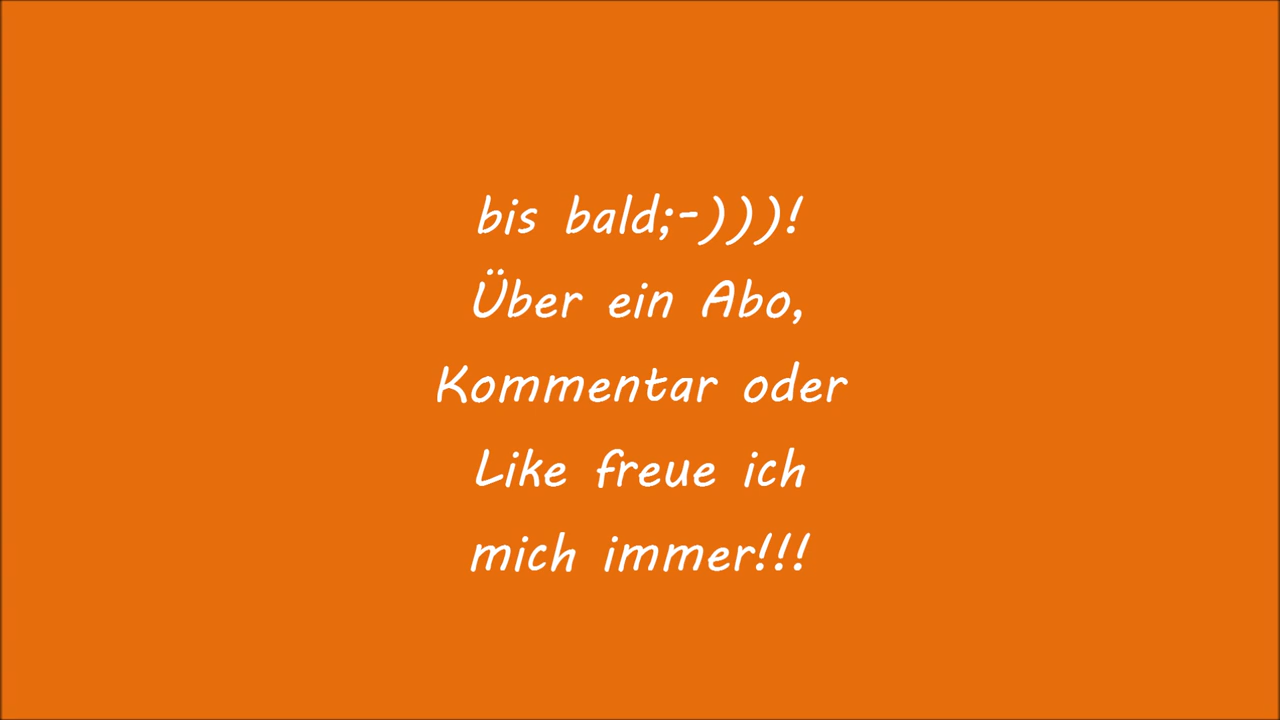 bis bald;-)))!
Über ein Abo,
Kommentar oder
Like freue ich
mich immer!!!